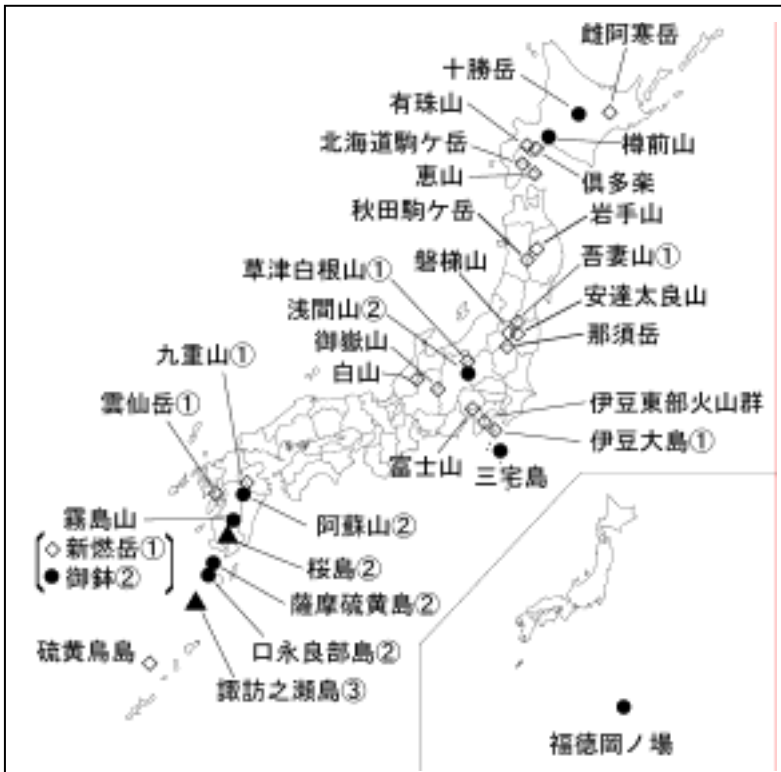 雌阿寒岳
十勝岳
有珠山
北海道駒ケ岳
樽前山
恵山
倶多楽
秋田駒ケ岳
岩手山
磐梯山
吾妻山①
草津白根山①
安達太良山
浅間山②
那須岳
御嶽山
九重山①
白山
雲仙岳①
伊豆東部火山群
伊豆大島①
富士山
三宅島
霧島山
阿蘇山②
新燃岳①
御鉢②
桜島②
薩摩硫黄島②
硫黄鳥島
口永良部島②
諏訪之瀬島③
福徳岡ノ場